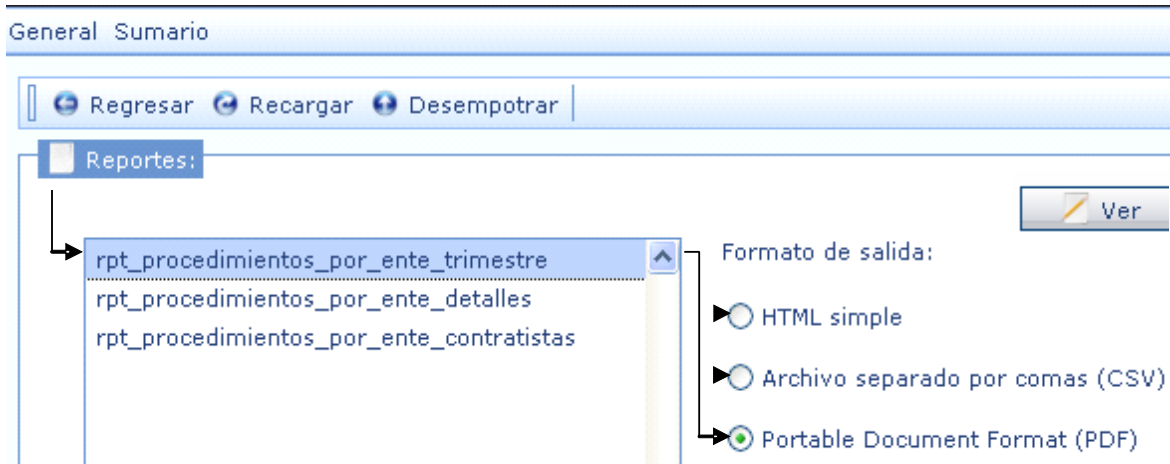 General Sumario
Regresar Recargar Desempotrar
Reportes:
Ver
rpt_procedimientos_por_ente_trimestre
rpt_procedimientos_por_ente_detalles
rpt_procedimientos_por_ente_contratistas
Formato de salida:
HTML simple
Archivo separado por comas (CSV)
Portable Document Format (PDF)